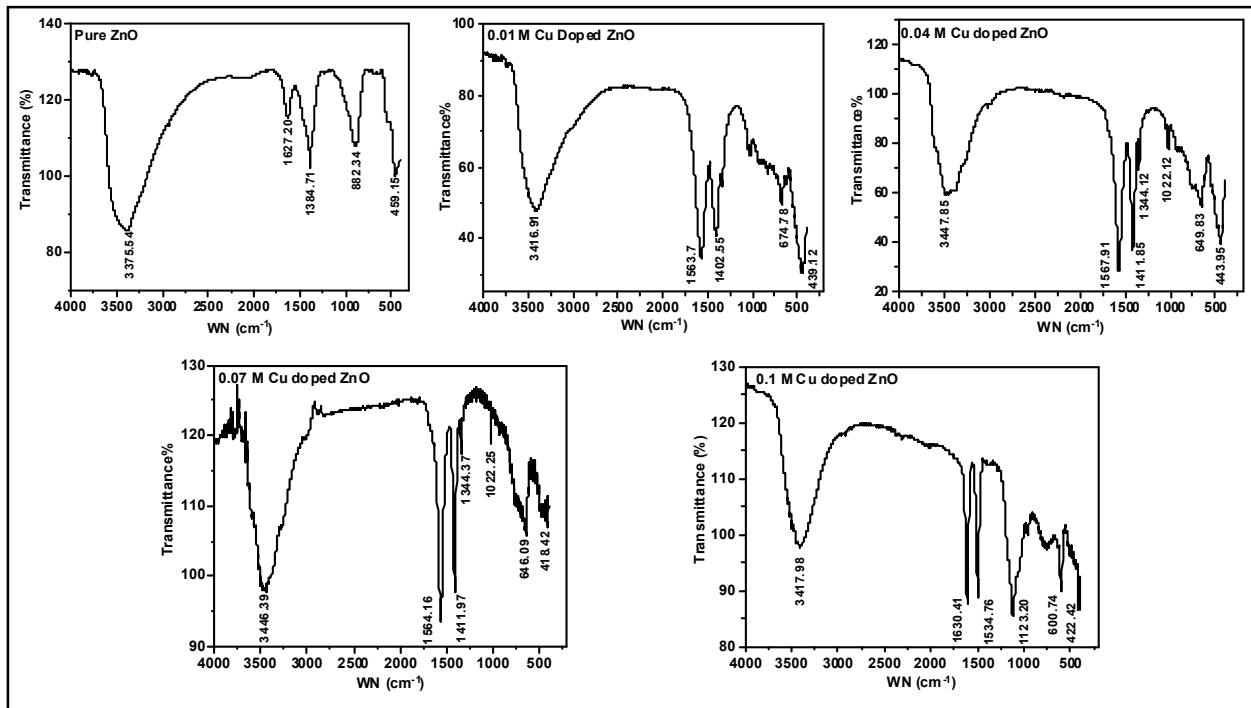 Pure ZnO
Transmittance (%)
140
120
100
80
3375.54
1627.20
1384.71
882.34
459.15
4000 3500 3000 2500 2000 1500 1000 500
WN (cm-1)
0.01 M Cu Doped ZnO
Transmittance%
100
80
60
40
3416.91
1563.7
1402.55
674.78
439.12
4000 3500 3000 2500 2000 1500 1000 500
WN (cm-1)
0.04 M Cu doped ZnO
Transmittance%
120
100
80
60
40
20
3447.85
1567.91
1411.85
1344.12
1022.12
649.83
443.95
4000 3000 2000 1000
WN (cm-1)
0.07 M Cu doped ZnO
Transmittance%
130
120
110
100
90
3446.39
1564.16
1411.97
1344.37
1022.25
646.09
418.42
4000 3500 3000 2500 2000 1500 1000 500
WN (cm-1)
0.1 M Cu doped ZnO
Transmittance (%)
130
120
110
100
90
80
3417.98
1630.41
1534.76
1123.20
600.74
422.42
4000 3500 3000 2500 2000 1500 1000 500
WN (cm-1)